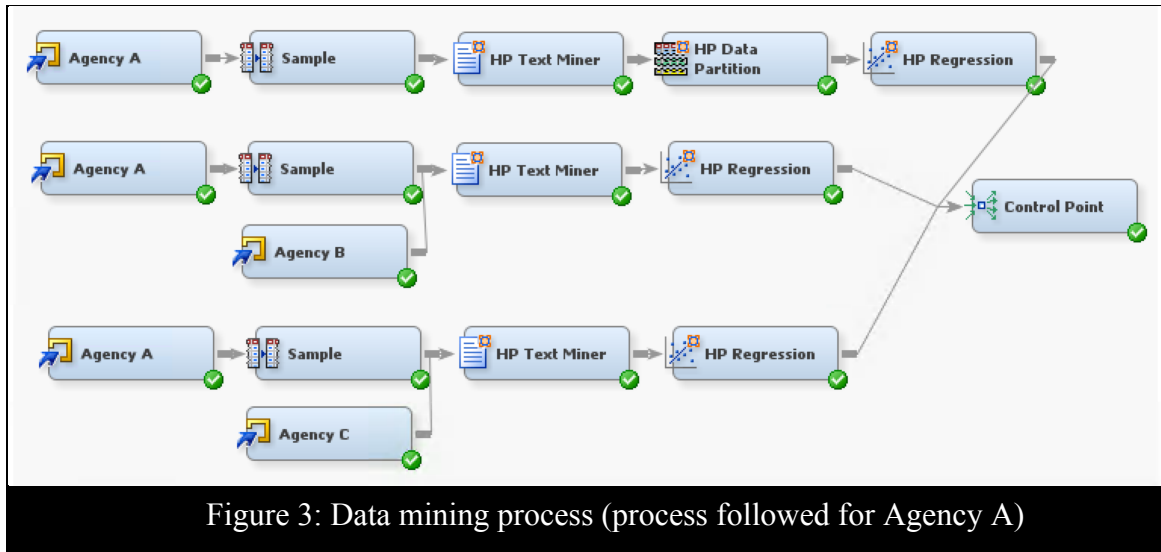 Agency A
Sample
HP Text Miner
HP Data
Partition
HP Regression
Agency A
Sample
HP Text Miner
HP Regression
Control Point
Agency B
Agency A
Sample
HP Text Miner
HP Regression
Agency C
Figure 3: Data mining process (process followed for Agency A)